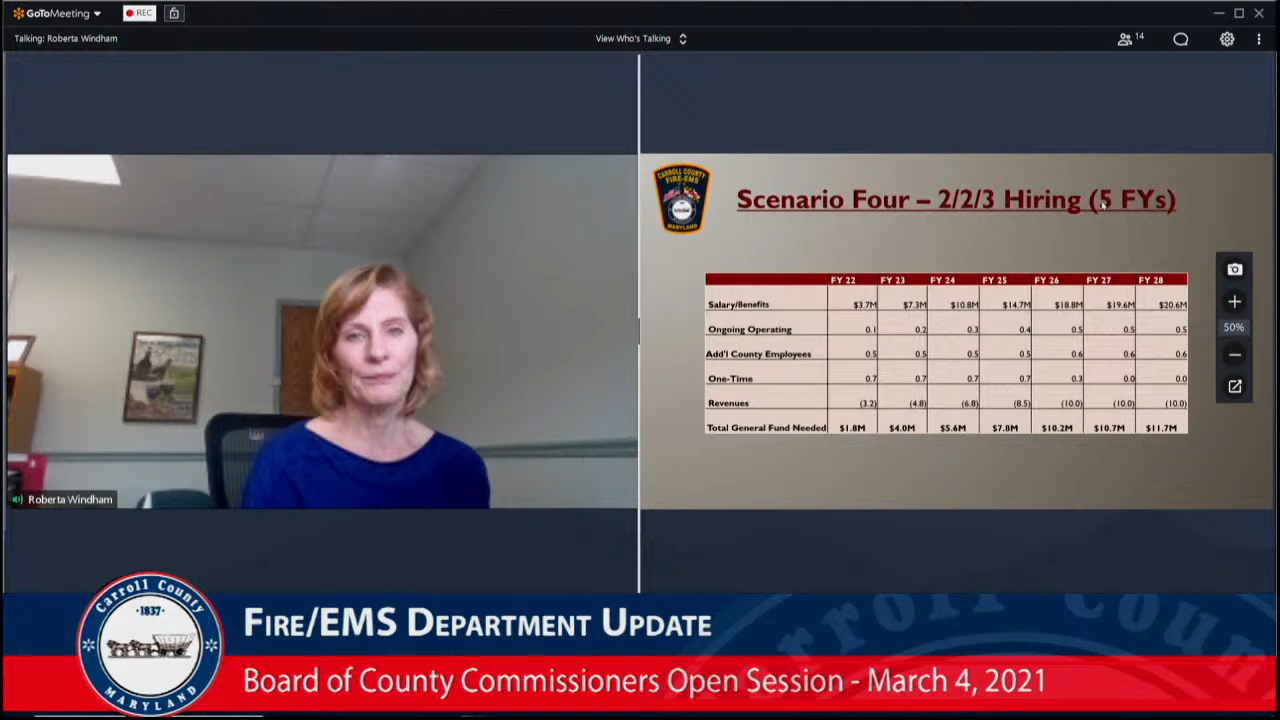 GoToMeeting
REC
Talking: Roberta Windham
View Who's Talking
14
CARROLL COUNTY
FIRE-EMS
MARYLAND
Scenario Four – 2/2/3 Hiring (5 FYs)
FY 22 FY 23 FY 24 FY 25 FY 26 FY 27 FY 28
Salary/Benefits $3.7M $7.3M $10.8M $14.7M $18.8M $19.6M $20.6M
Ongoing Operating 0.1 0.2 0.3 0.4 0.5 0.5 0.5
Add'l County Employees 0.5 0.5 0.5 0.5 0.6 0.6 0.6
One-Time 0.7 0.7 0.7 0.7 0.3 0.0 0.0
Revenues (3.2) (4.8) (6.8) (8.5) (10.0) (10.0) (10.0)
Total General Fund Needed $1.8M $4.0M $5.6M $7.8M $10.2M $10.7M $11.7M
50%
Roberta Windham
Carroll County
·1837·
MARYLAND
Fire/EMS Department Update
Board of County Commissioners Open Session - March 4, 2021